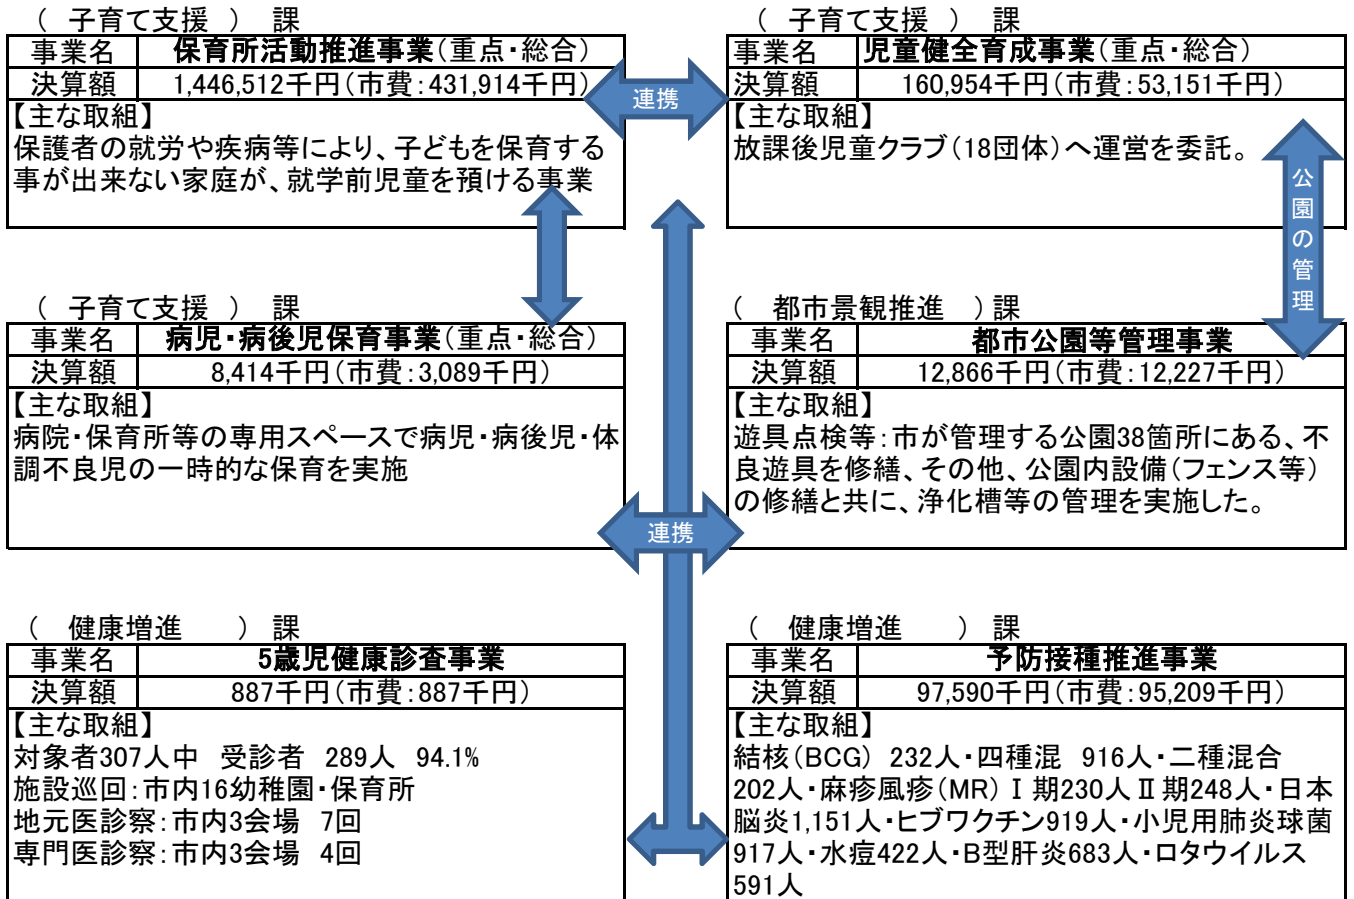 ( 子育て支援 ) 課
事業名 保育所活動推進事業(重点・総合)
決算額 1,446,512千円(市費:431,914千円)
【主な取組】
保護者の就労や疾病等により、子どもを保育する
事が出来ない家庭が、就学前児童を預ける事業
連携
( 子育て支援 ) 課
事業名 児童健全育成事業(重点・総合)
決算額 160,954千円(市費:53,151千円)
【主な取組】
放課後児童クラブ(18団体)へ運営を委託。
公園の管理
( 子育て支援 ) 課
事業名 病児・病後児保育事業(重点・総合)
決算額 8,414千円(市費:3,089千円)
【主な取組】
病院・保育所等の専用スペースで病児・病後児・体
調不良児の一時的な保育を実施
連携
( 都市景観推進 )課
事業名 都市公園等管理事業
決算額 12,866千円(市費:12,227千円)
【主な取組】
遊具点検等:市が管理する公園38箇所にある、不
良遊具を修繕、その他、公園内設備(フェンス等)
の修繕と共に、浄化槽等の管理を実施した。
( 健康増進 ) 課
事業名 5歳児健康診査事業
決算額 887千円(市費:887千円)
【主な取組】
対象者307人中 受診者 289人 94.1%
施設巡回:市内16幼稚園・保育所
地元医診察:市内3会場 7回
専門医診察:市内3会場 4回
( 健康増進 ) 課
事業名 予防接種推進事業
決算額 97,590千円(市費:95,209千円)
【主な取組】
結核(BCG) 232人・四種混 916人・二種混合
202人・麻疹風疹(MR)Ⅰ期230人Ⅱ期248人・日本
脳炎1,151人・ヒブワクチン919人・小児用肺炎球菌
917人・水痘422人・B型肝炎683人・ロタウイルス
591人